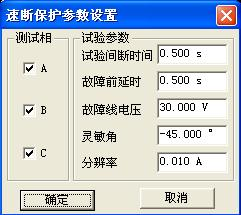 速断保护参数设置
测试相
A
B
C
试验参数
试验间断时间 0.500 s
故障前延时 0.500 s
故障线电压 30.000 V
灵敏角 -45.000 °
分辨率 0.010 A
确定 取消